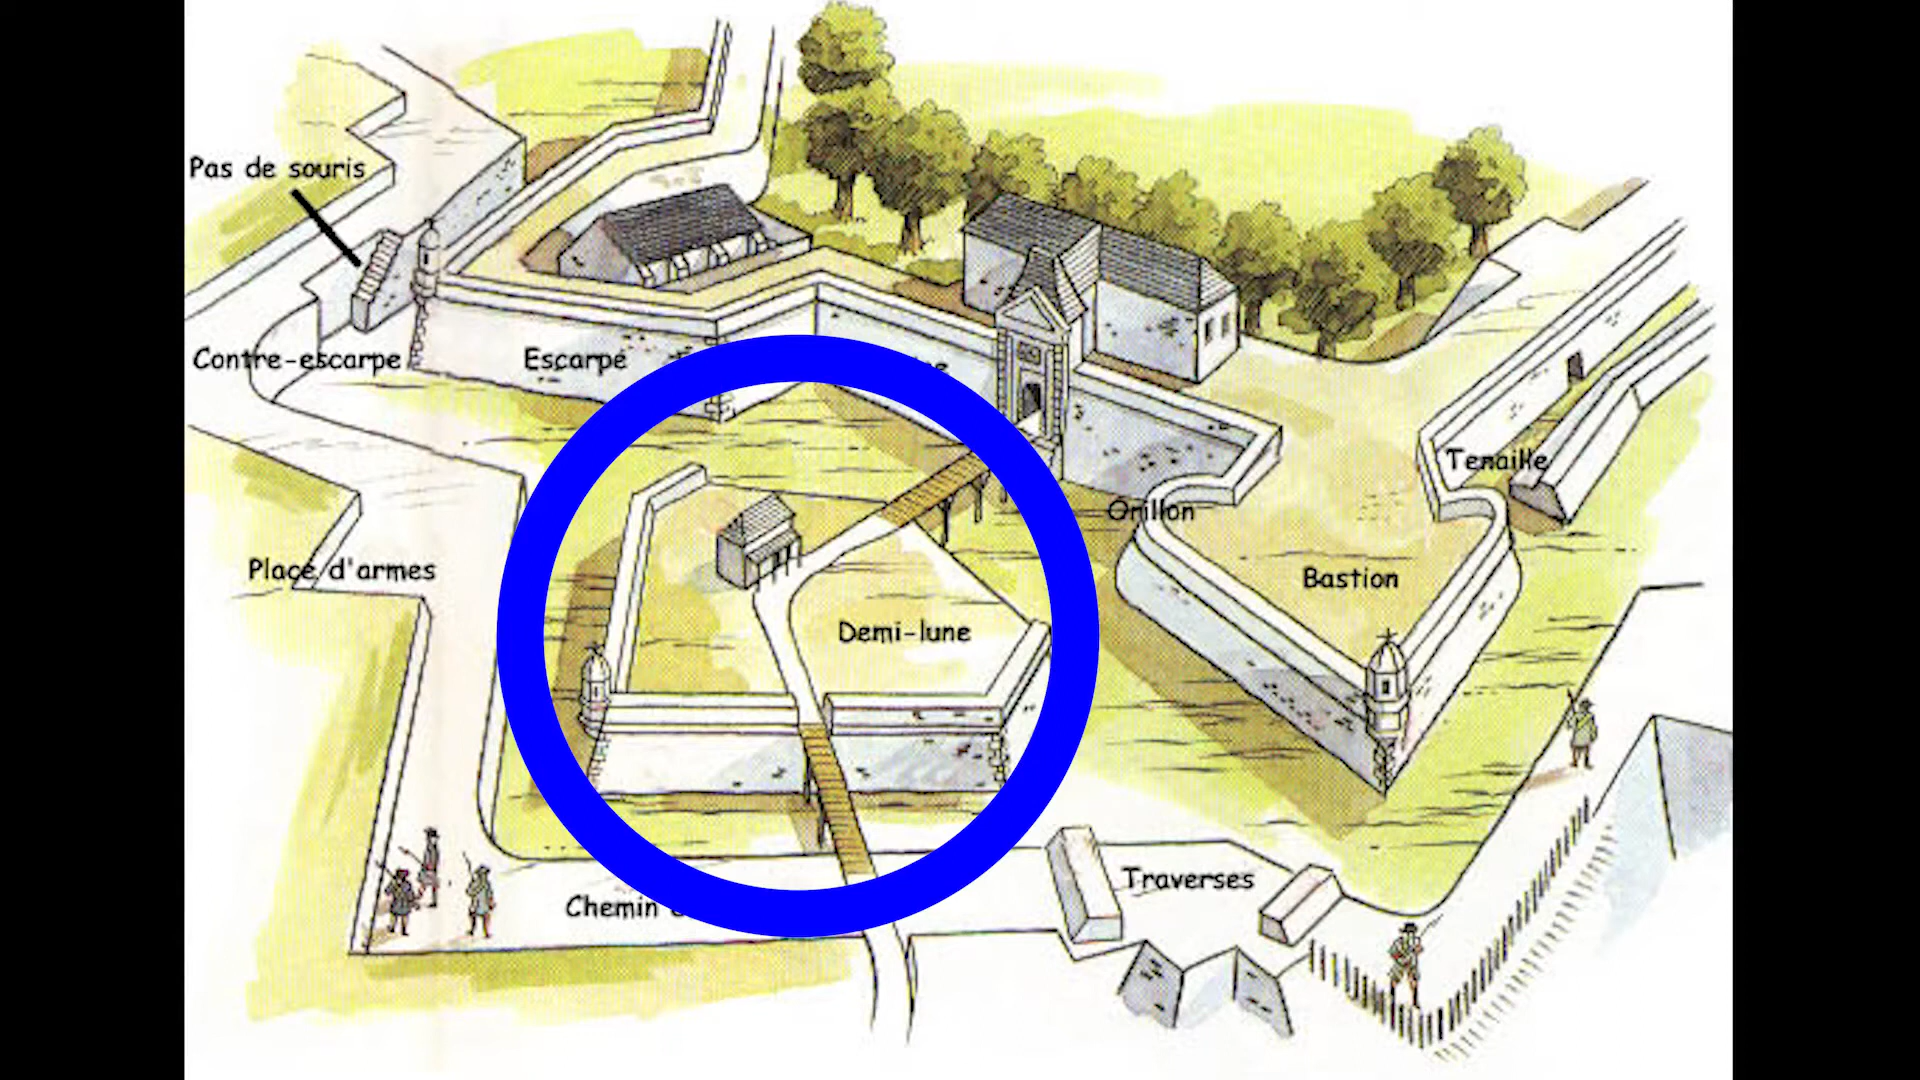 Pas de souris
Contre-escarpe
Escarpe
Tenaille
Orillon
Place d'armes
Bastion
Demi-lune
Traverses
Chemin